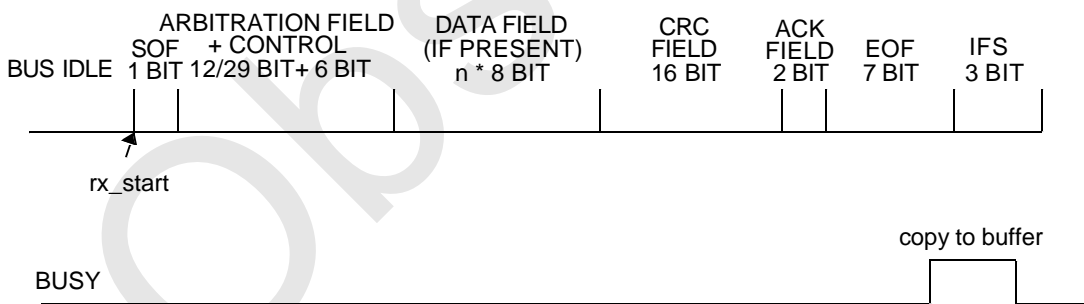 BUS IDLE
SOF
1 BIT
ARBITRATION FIELD
+ CONTROL
12/29 BIT+ 6 BIT
DATA FIELD
(IF PRESENT)
n * 8 BIT
CRC
FIELD
16 BIT
ACK
FIELD
2 BIT
EOF
7 BIT
IFS
3 BIT
rx_start
copy to buffer
BUSY
Obs